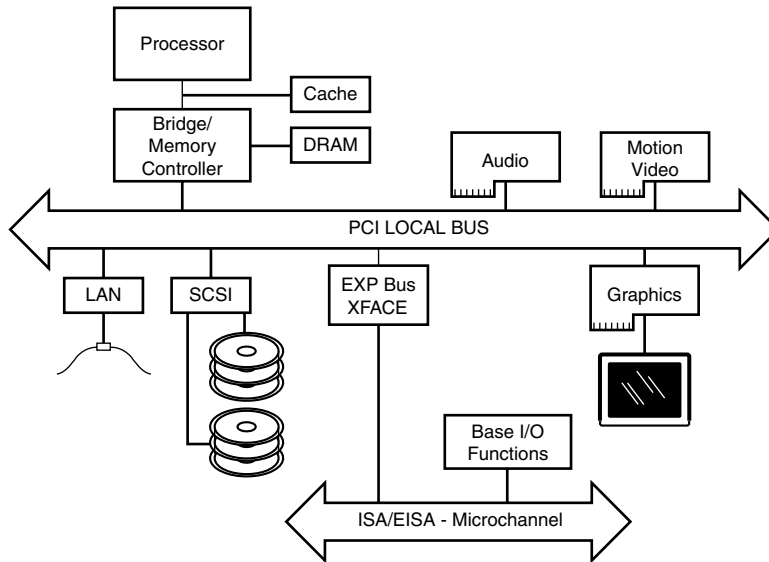 Processor
Cache
Bridge/
Memory
Controller
DRAM
Audio
Motion
Video
PCI LOCAL BUS
LAN
SCSI
EXP Bus
XFACE
Graphics
Base I/O
Functions
ISA/EISA - Microchannel